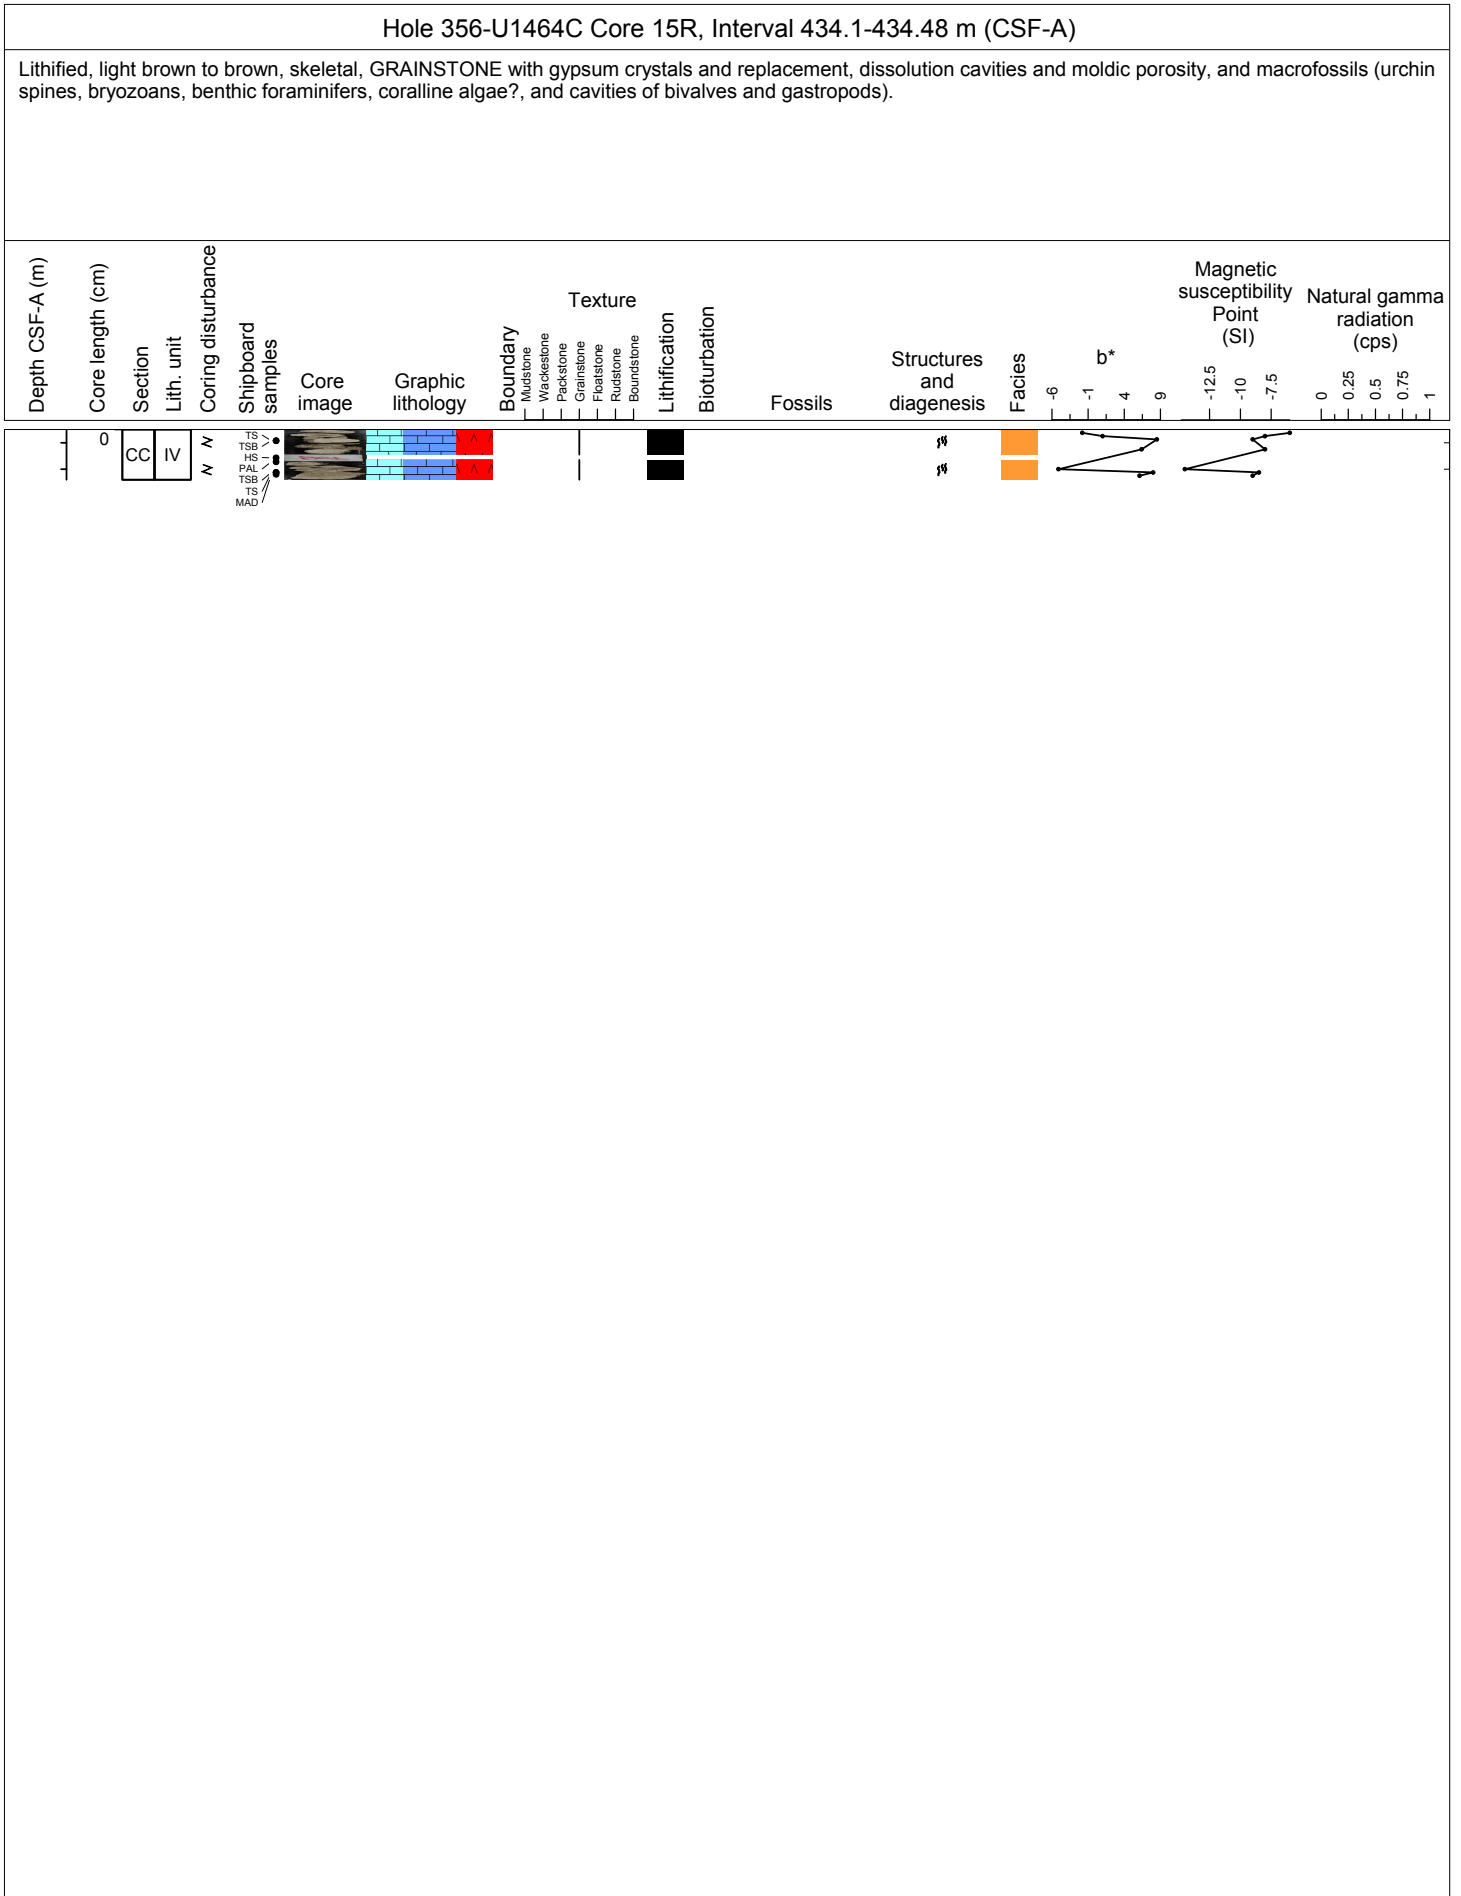 Hole 356-U1464C Core 15R, Interval 434.1-434.48 m (CSF-A)
Lithified, light brown to brown, skeletal, GRAINSTONE with gypsum crystals and replacement, dissolution cavities and moldic porosity, and macrofossils (urchin
spines, bryozoans, benthic foraminifers, coralline algae?, and cavities of bivalves and gastropods).
Depth CSF-A (m)
Core length (cm)
Section
Lith. unit
Coring disturbance
Shipboard
samples
Core
image
Graphic
lithology
Boundary
Texture
Mudstone
Wackestone
Packstone
Grainstone
Floatstone
Rudstone
Boundstone
Lithification
Bioturbation
Fossils
Structures
and
diagenesis
Facies
b*
-6
-1
4
9
Magnetic
susceptibility
Point
(SI)
-12.5
-10
-7.5
Natural gamma
radiation
(cps)
0
0.25
0.5
0.75
1
0
CC
IV
TS
TSB
HS
PAL
TSB
TS
MAD